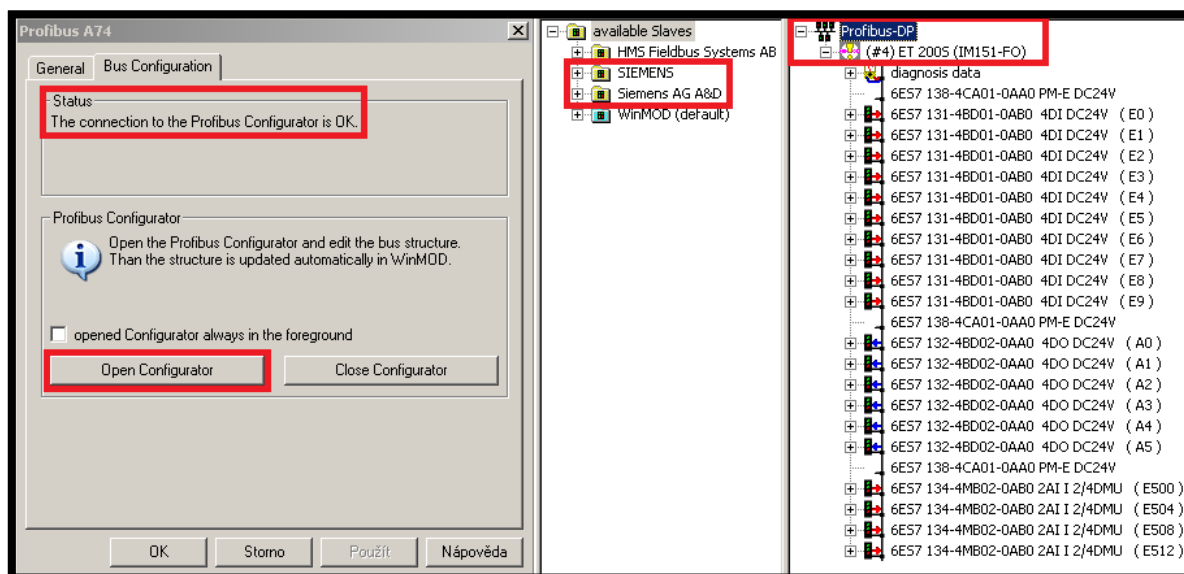 Profibus A74
General
Bus Configuration
Status
The connection to the Profibus Configurator is OK.
Profibus Configurator
Open the Profibus Configurator and edit the bus structure.
Than the structure is updated automatically in WinMOD.
opened Configurator always in the foreground
Open Configurator
Close Configurator
OK
Storno
Použít
Nápověda
available Slaves
HMS Fieldbus Systems AB
SIEMENS
Siemens AG A&D
WinMOD (default)
Profibus-DP
(#4) ET 200S (IM151-FO)
diagnosis data
6ES7 138-4CA01-0AA0 PM-E DC24V
6ES7 131-4BD01-0AB0 4DI DC24V ( E0 )
6ES7 131-4BD01-0AB0 4DI DC24V ( E1 )
6ES7 131-4BD01-0AB0 4DI DC24V ( E2 )
6ES7 131-4BD01-0AB0 4DI DC24V ( E3 )
6ES7 131-4BD01-0AB0 4DI DC24V ( E4 )
6ES7 131-4BD01-0AB0 4DI DC24V ( E5 )
6ES7 131-4BD01-0AB0 4DI DC24V ( E6 )
6ES7 131-4BD01-0AB0 4DI DC24V ( E7 )
6ES7 131-4BD01-0AB0 4DI DC24V ( E8 )
6ES7 131-4BD01-0AB0 4DI DC24V ( E9 )
6ES7 138-4CA01-0AA0 PM-E DC24V
6ES7 132-4BD02-0AA0 4DO DC24V ( A0 )
6ES7 132-4BD02-0AA0 4DO DC24V ( A1 )
6ES7 132-4BD02-0AA0 4DO DC24V ( A2 )
6ES7 132-4BD02-0AA0 4DO DC24V ( A3 )
6ES7 132-4BD02-0AA0 4DO DC24V ( A4 )
6ES7 132-4BD02-0AA0 4DO DC24V ( A5 )
6ES7 138-4CA01-0AA0 PM-E DC24V
6ES7 134-4MB02-0AB0 2AI I 2/4DMU ( E500 )
6ES7 134-4MB02-0AB0 2AI I 2/4DMU ( E504 )
6ES7 134-4MB02-0AB0 2AI I 2/4DMU ( E508 )
6ES7 134-4MB02-0AB0 2AI I 2/4DMU ( E512 )